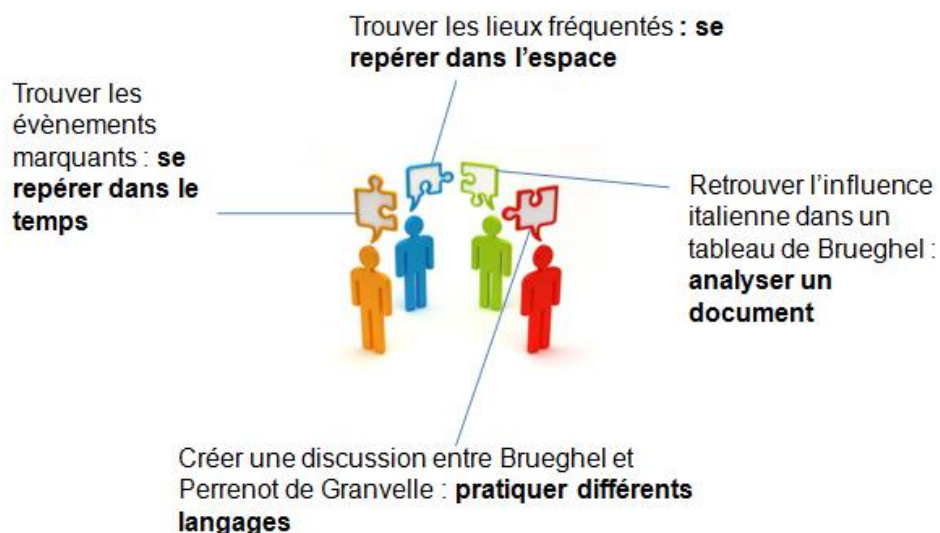 Trouver les lieux fréquentés : se
repérer dans l'espace
Trouver les
évènements
marquants : se
repérer dans le
temps
Retrouver l'influence
italienne dans un
tableau de Brueghel :
analyser un
document
Créer une discussion entre Brueghel et
Perrenot de Granvelle : pratiquer différents
langages